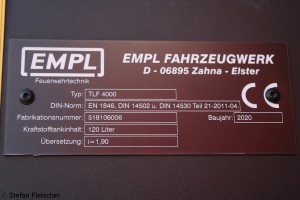 EMPL
Feuerwehrtechnik
EMPL FAHRZEUGWERK
D - 06895 Zahna - Elster
Typ: TLF 4000
DIN-Norm: EN 1846, DIN 14502 u. DIN 14530 Teil 21-2011-04
Fabrikationsnummer: 518106006
Baujahr: 2020
CE
Kraftstofftankinhalt: 120 Liter
Übersetzung: i=1,90
© Stefan Fleischer